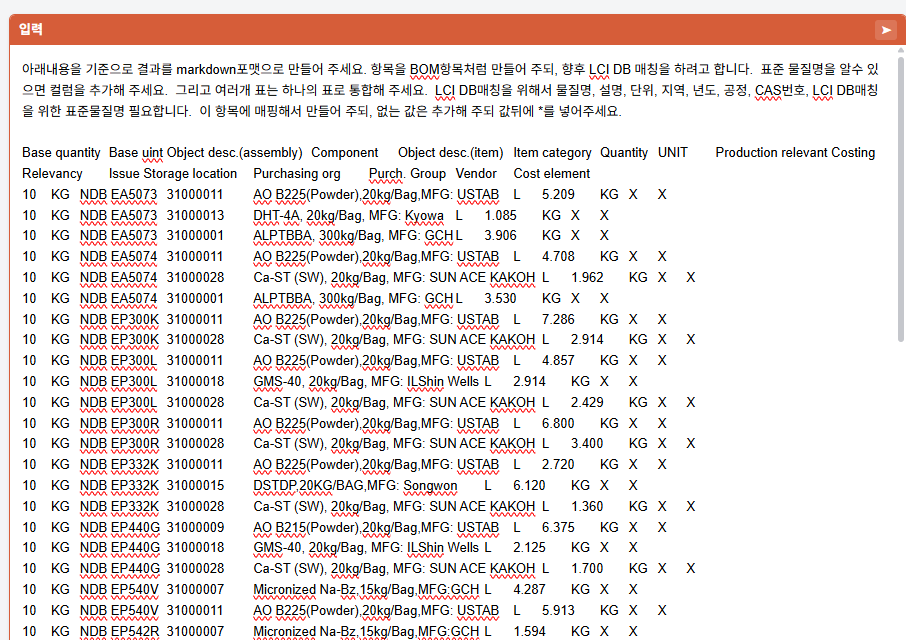 입력
아래내용을 기준으로 결과를 markdown포맷으로 만들어 주세요. 항목을 BOM항목처럼 만들어 주되, 향후 LCI DB 매칭을 하려고 합니다.  표준 물질명을 알수 있
으면 컬럼을 추가해 주세요.  그리고 여러개 표는 하나의 표로 통합해 주세요.  LCI DB매칭을 위해서 물질명, 설명, 단위, 지역, 년도, 공정, CAS번호, LCI DB매칭
을 위한 표준물질명 필요합니다.  이 항목에 매핑해서 만들어 주되, 없는 값은 추가해 주되 값뒤에 *를 넣어주세요.
Base quantity Base uint Object desc.(assembly) Component Object desc.(item) Item category Quantity UNIT Production relevant Costing
Relevancy Issue Storage location Purchasing org Purch. Group Vendor Cost element
10 KG NDB EA5073 31000011 AO B225(Powder),20kg/Bag,MFG: USTAB L 5.209 KG X X
10 KG NDB EA5073 31000013 DHT-4A, 20kg/Bag, MFG: Kyowa L 1.085 KG X X
10 KG NDB EA5073 31000001 ALPTBBA, 300kg/Bag, MFG: GCH L 3.906 KG X X
10 KG NDB EA5074 31000011 AO B225(Powder),20kg/Bag,MFG: USTAB L 4.708 KG X X
10 KG NDB EA5074 31000028 Ca-ST (SW), 20kg/Bag, MFG: SUN ACE KAKOH L 1.962 KG X X
10 KG NDB EA5074 31000001 ALPTBBA, 300kg/Bag, MFG: GCH L 3.530 KG X X
10 KG NDB EP300K 31000011 AO B225(Powder),20kg/Bag,MFG: USTAB L 7.286 KG X X
10 KG NDB EP300K 31000028 Ca-ST (SW), 20kg/Bag, MFG: SUN ACE KAKOH L 2.914 KG X X
10 KG NDB EP300L 31000011 AO B225(Powder),20kg/Bag,MFG: USTAB L 4.857 KG X X
10 KG NDB EP300L 31000018 GMS-40, 20kg/Bag, MFG: ILShin Wells L 2.914 KG X X
10 KG NDB EP300L 31000028 Ca-ST (SW), 20kg/Bag, MFG: SUN ACE KAKOH L 2.429 KG X X
10 KG NDB EP300R 31000011 AO B225(Powder),20kg/Bag,MFG: USTAB L 6.800 KG X X
10 KG NDB EP300R 31000028 Ca-ST (SW), 20kg/Bag, MFG: SUN ACE KAKOH L 3.400 KG X X
10 KG NDB EP332K 31000011 AO B225(Powder),20kg/Bag,MFG: USTAB L 2.720 KG X X
10 KG NDB EP332K 31000015 DSTDP,20KG/BAG,MFG: Songwon L 6.120 KG X X
10 KG NDB EP332K 31000028 Ca-ST (SW), 20kg/Bag, MFG: SUN ACE KAKOH L 1.360 KG X X
10 KG NDB EP440G 31000009 AO B215(Powder),20kg/Bag,MFG: USTAB L 6.375 KG X X
10 KG NDB EP440G 31000018 GMS-40, 20kg/Bag, MFG: ILShin Wells L 2.125 KG X X
10 KG NDB EP440G 31000028 Ca-ST (SW), 20kg/Bag, MFG: SUN ACE KAKOH L 1.700 KG X X
10 KG NDB EP540V 31000007 Micronized Na-Bz,15kg/Bag,MFG:GCH L 4.287 KG X X
10 KG NDB EP540V 31000011 AO B225(Powder),20kg/Bag,MFG: USTAB L 5.913 KG X X
10 KG NDB EP542R 31000007 Micronized Na-Bz,15kg/Bag,MFG:GCH L 1.594 KG X X